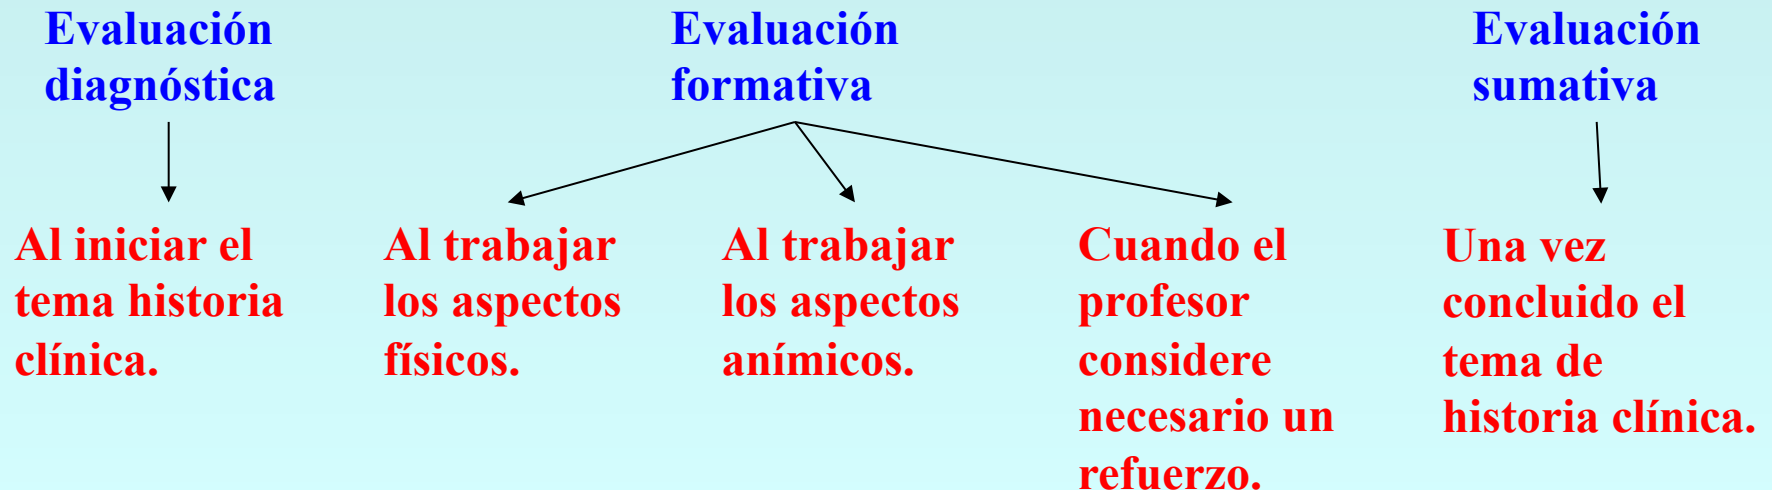 Evaluación
diagnóstica
Evaluación
formativa
Evaluación
sumativa
Al iniciar el
tema historia
clínica.
Al trabajar
los aspectos
físicos.
Al trabajar
los aspectos
anímicos.
Cuando el
profesor
considere
necesario un
refuerzo.
Una vez
concluido el
tema de
historia clínica.